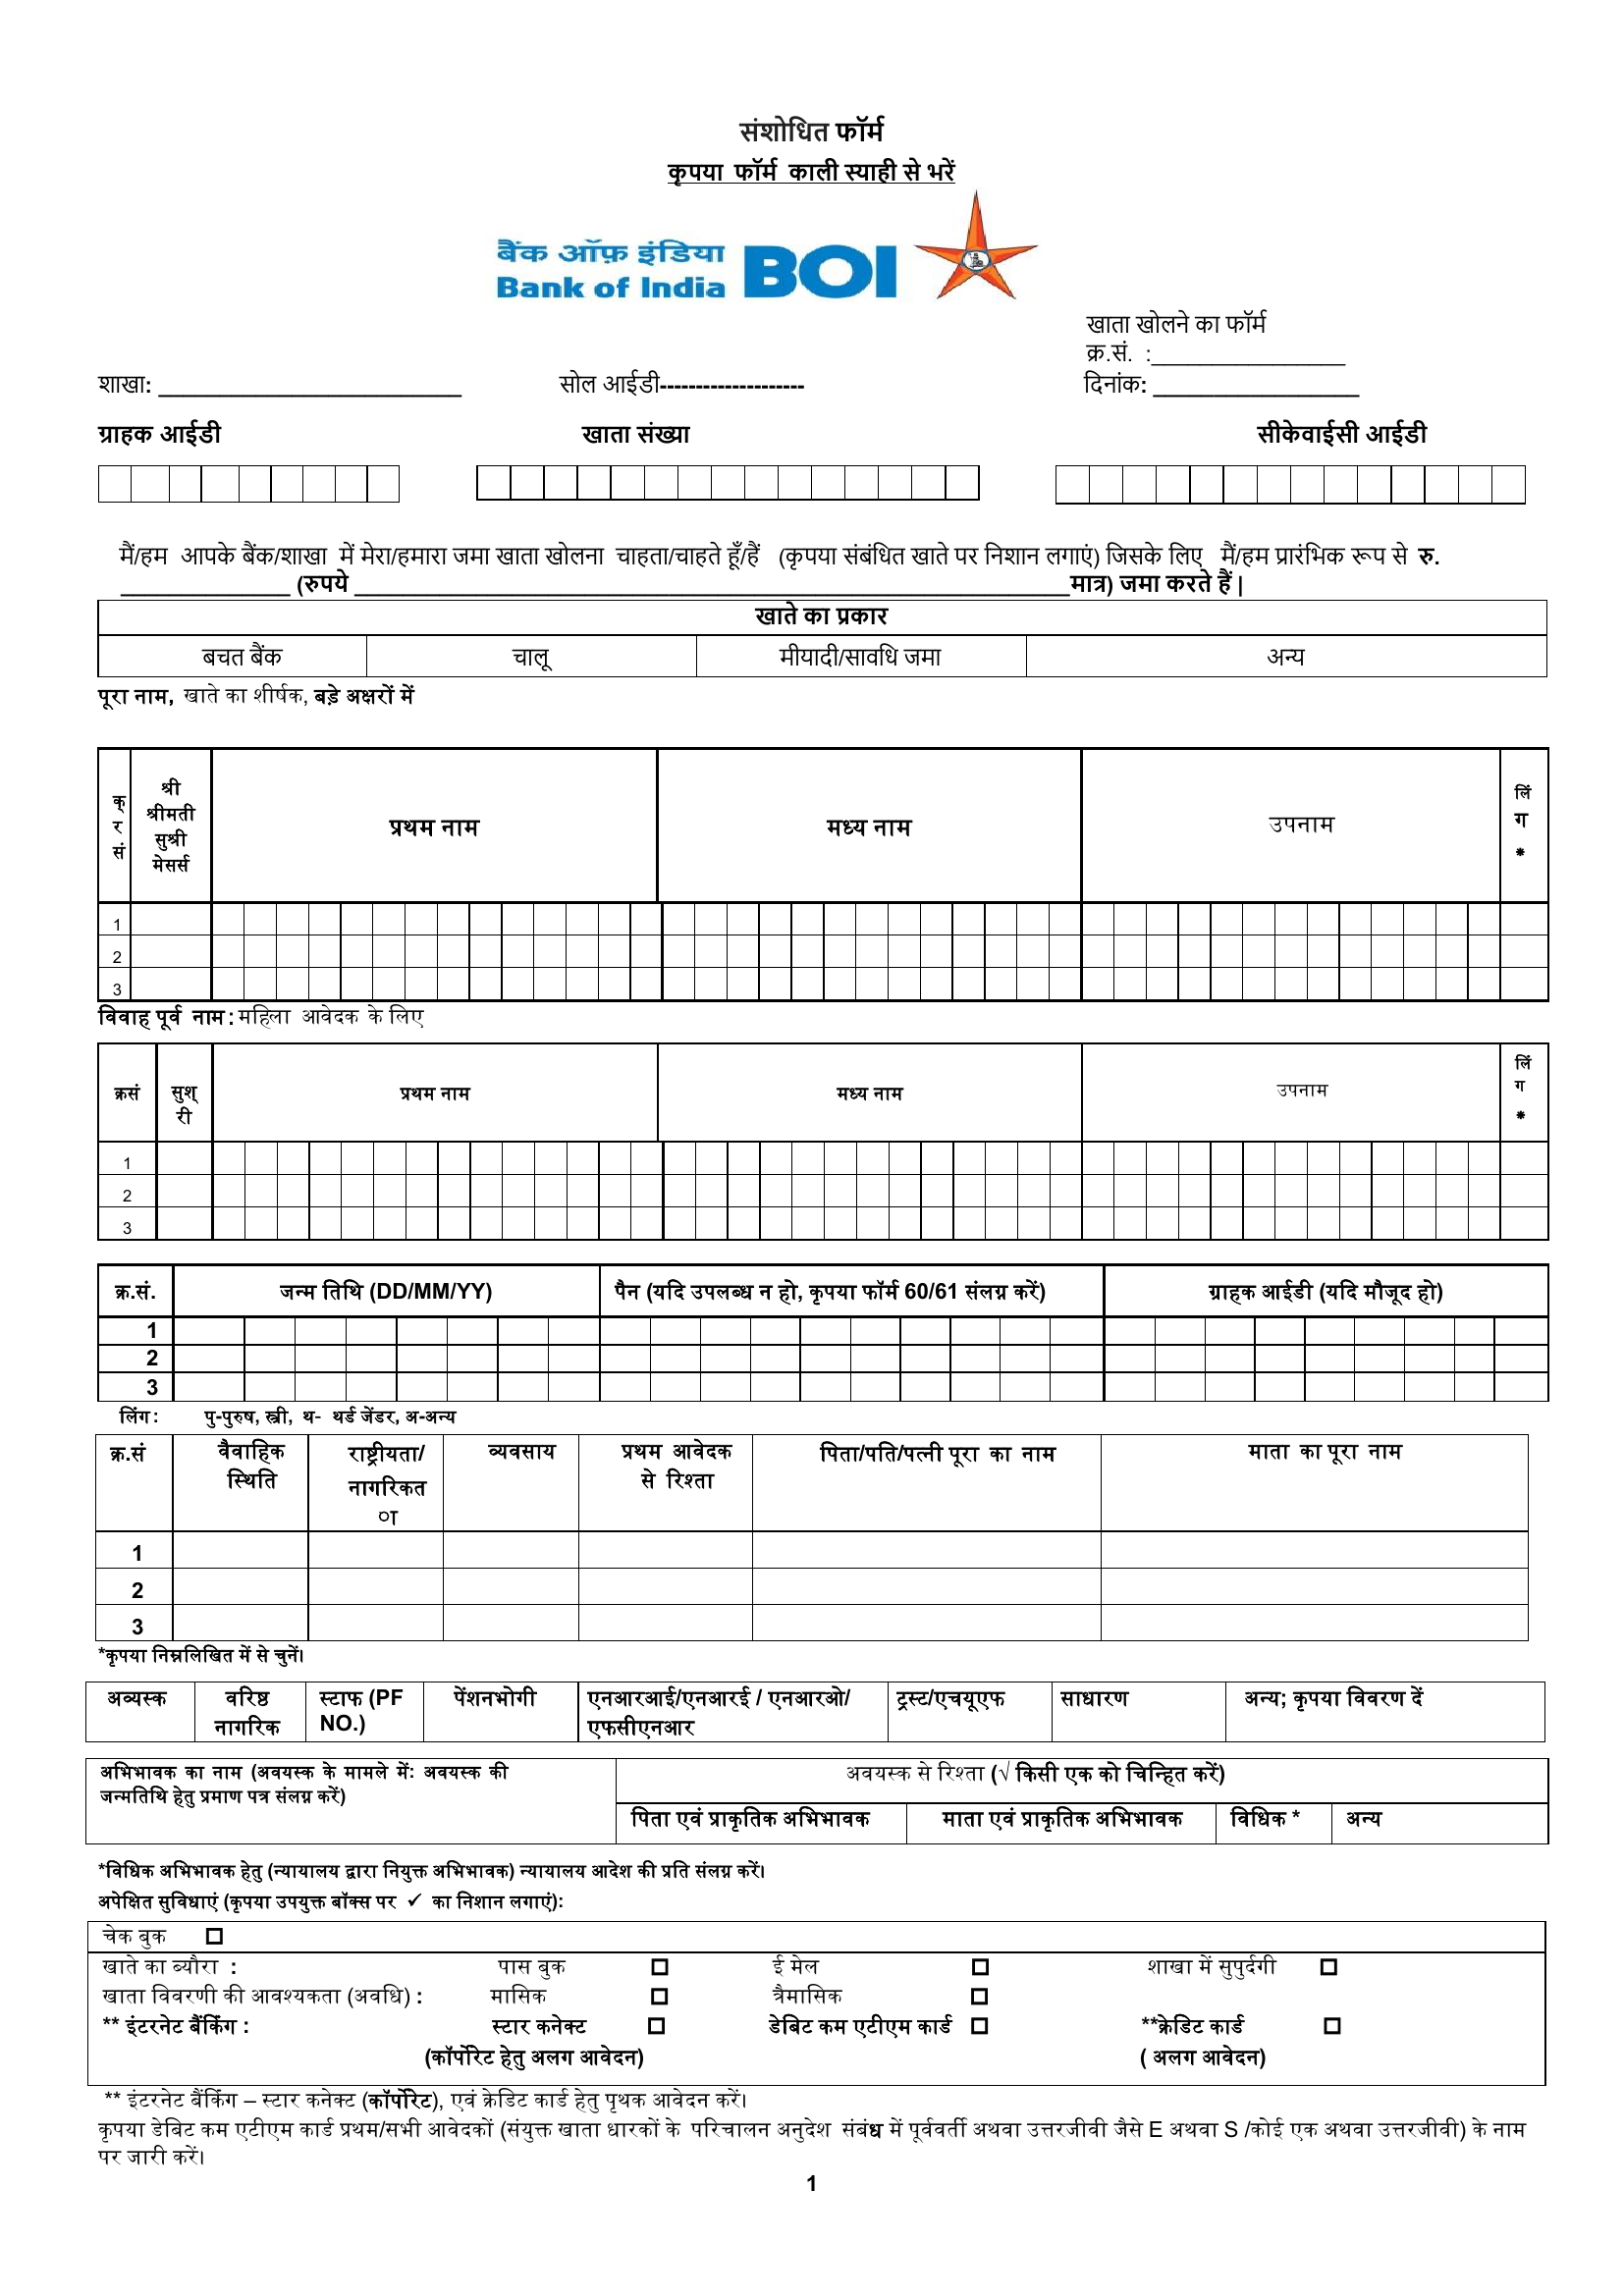 संशोधित फॉर्म
कृपया फॉर्म काली स्याही से भरें
बैंक ऑफ़ इंडिया
Bank of India
BOI
खाता खोलने का फॉर्म
क्र.सं. :________________
शाखा: _________________________ सोल आईडी-------------------- दिनांक: _________________
ग्राहक आईडी खाता संख्या सीकेवाईसी आईडी
मैं/हम आपके बैंक/शाखा में मेरा/हमारा जमा खाता खोलना चाहता/चाहते हूँ/हैं (कृपया संबंधित खाते पर निशान लगाएं) जिसके लिए मैं/हम प्रारंभिक रूप से रु.
______________ (रुपये ___________________________________________________________मात्र) जमा करते हैं |
खाते का प्रकार
बचत बैंक चालू मीयादी/सावधि जमा अन्य
पूरा नाम, खाते का शीर्षक, बड़े अक्षरों में
क्र सं श्री श्रीमती सुश्री मेसर्स प्रथम नाम मध्य नाम उपनाम लिंग *
1
2
3
विवाह पूर्व नाम: महिला आवेदक के लिए
क्रसं सुश्री प्रथम नाम मध्य नाम उपनाम लिंग *
1
2
3
क्र.सं. जन्म तिथि (DD/MM/YY) पैन (यदि उपलब्ध न हो, कृपया फॉर्म 60/61 संलग्न करें) ग्राहक आईडी (यदि मौजूद हो)
1
2
3
लिंग: पु-पुरुष, स्त्री, थ- थर्ड जेंडर, अ-अन्य
क्र.सं वैवाहिक स्थिति राष्ट्रीयता/ नागरिकता व्यवसाय प्रथम आवेदक से रिश्ता पिता/पति/पत्नी पूरा का नाम माता का पूरा नाम
1
2
3
*कृपया निम्नलिखित में से चुनें।
अव्यस्क वरिष्ठ नागरिक स्टाफ (PF NO.) पेंशनभोगी एनआरआई/एनआरई / एनआरओ/ एफसीएनआर ट्रस्ट/एचयूएफ साधारण अन्य; कृपया विवरण दें
अभिभावक का नाम (अवयस्क के मामले में: अवयस्क की
जन्मतिथि हेतु प्रमाण पत्र संलग्न करें)
अवयस्क से रिश्ता (√ किसी एक को चिन्हित करें)
पिता एवं प्राकृतिक अभिभावक माता एवं प्राकृतिक अभिभावक विधिक * अन्य
*विधिक अभिभावक हेतु (न्यायालय द्वारा नियुक्त अभिभावक) न्यायालय आदेश की प्रति संलग्न करें।
अपेक्षित सुविधाएं (कृपया उपयुक्त बॉक्स पर ✓ का निशान लगाएं):
चेक बुक ☐
खाते का ब्यौरा : पास बुक ☐ ई मेल ☐ शाखा में सुपुर्दगी ☐
खाता विवरणी की आवश्यकता (अवधि) : मासिक ☐ त्रैमासिक ☐
** इंटरनेट बैंकिंग : स्टार कनेक्ट ☐ डेबिट कम एटीएम कार्ड ☐ **क्रेडिट कार्ड ☐
(कॉर्पोरेट हेतु अलग आवेदन) ( अलग आवेदन)
** इंटरनेट बैंकिंग – स्टार कनेक्ट (कॉर्पोरेट), एवं क्रेडिट कार्ड हेतु पृथक आवेदन करें।
कृपया डेबिट कम एटीएम कार्ड प्रथम/सभी आवेदकों (संयुक्त खाता धारकों के परिचालन अनुदेश संबंध में पूर्ववर्ती अथवा उत्तरजीवी जैसे E अथवा S /कोई एक अथवा उत्तरजीवी) के नाम
पर जारी करें।
1